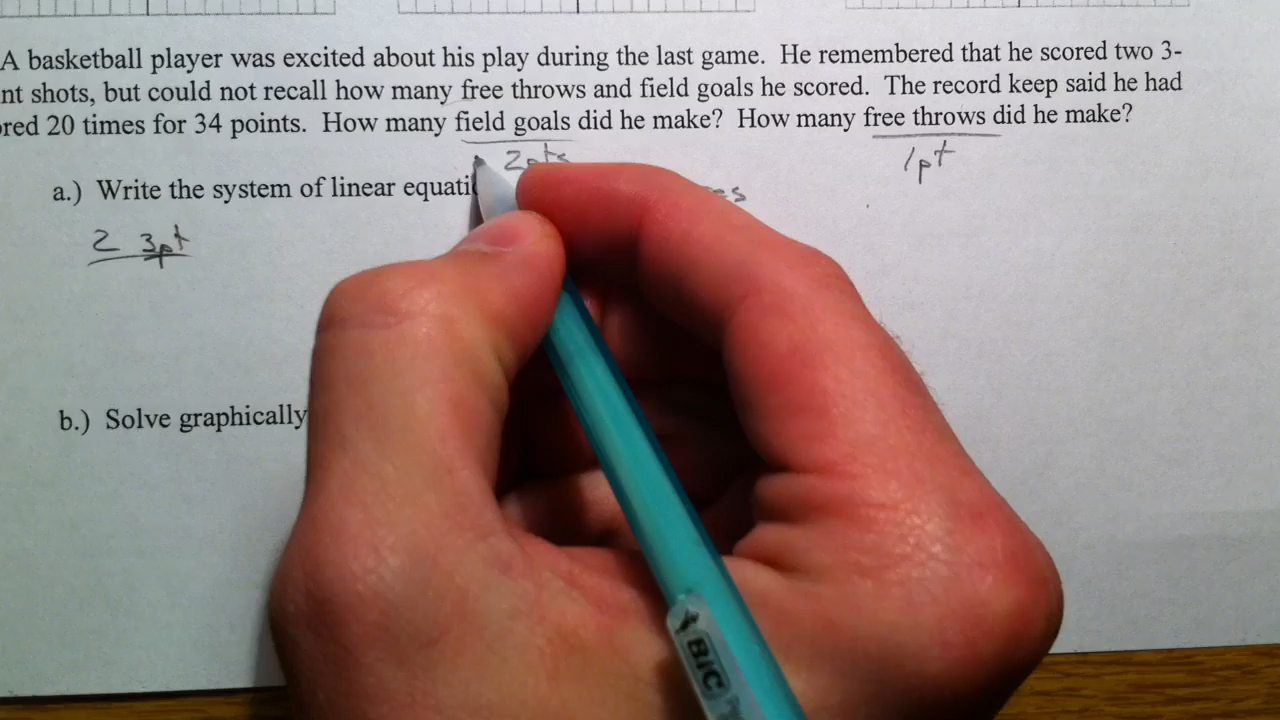 A basketball player was excited about his play during the last game. He remembered that he scored two 3-
nt shots, but could not recall how many free throws and field goals he scored. The record keep said he had
ored 20 times for 34 points. How many field goals did he make? How many free throws did he make?
2pts 1pt
a.) Write the system of linear equati
2 3pt
b.) Solve graphically
BIC